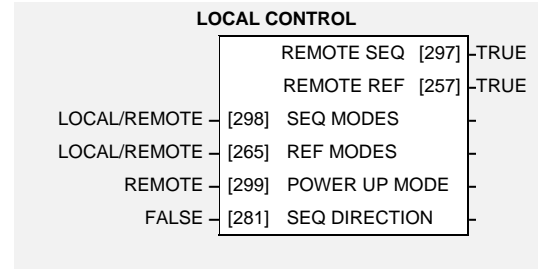 LOCAL CONTROL
REMOTE SEQ [297] TRUE
REMOTE REF [257] TRUE
LOCAL/REMOTE – [298] SEQ MODES –
LOCAL/REMOTE – [265] REF MODES –
REMOTE – [299] POWER UP MODE –
FALSE – [281] SEQ DIRECTION –